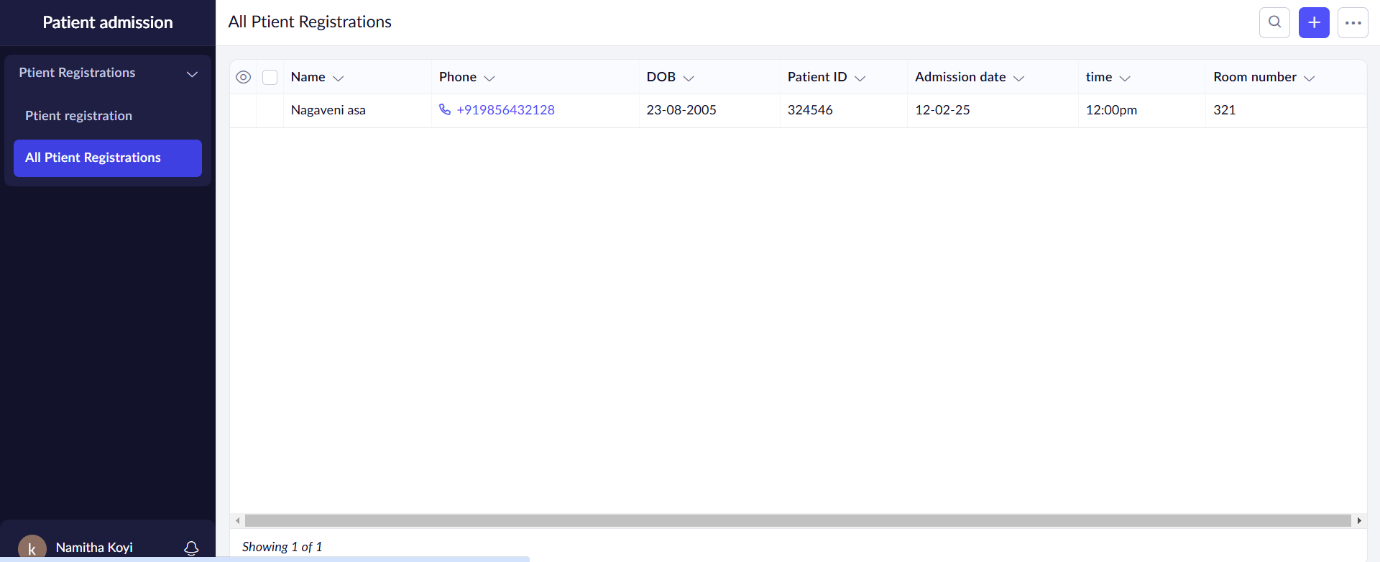 Patient admission
Ptient Registrations
Ptient registration
All Ptient Registrations
k Namitha Koyi
All Ptient Registrations
Name Phone DOB Patient ID Admission date time Room number
Nagaveni asa +919856432128 23-08-2005 324546 12-02-25 12:00pm 321
Showing 1 of 1